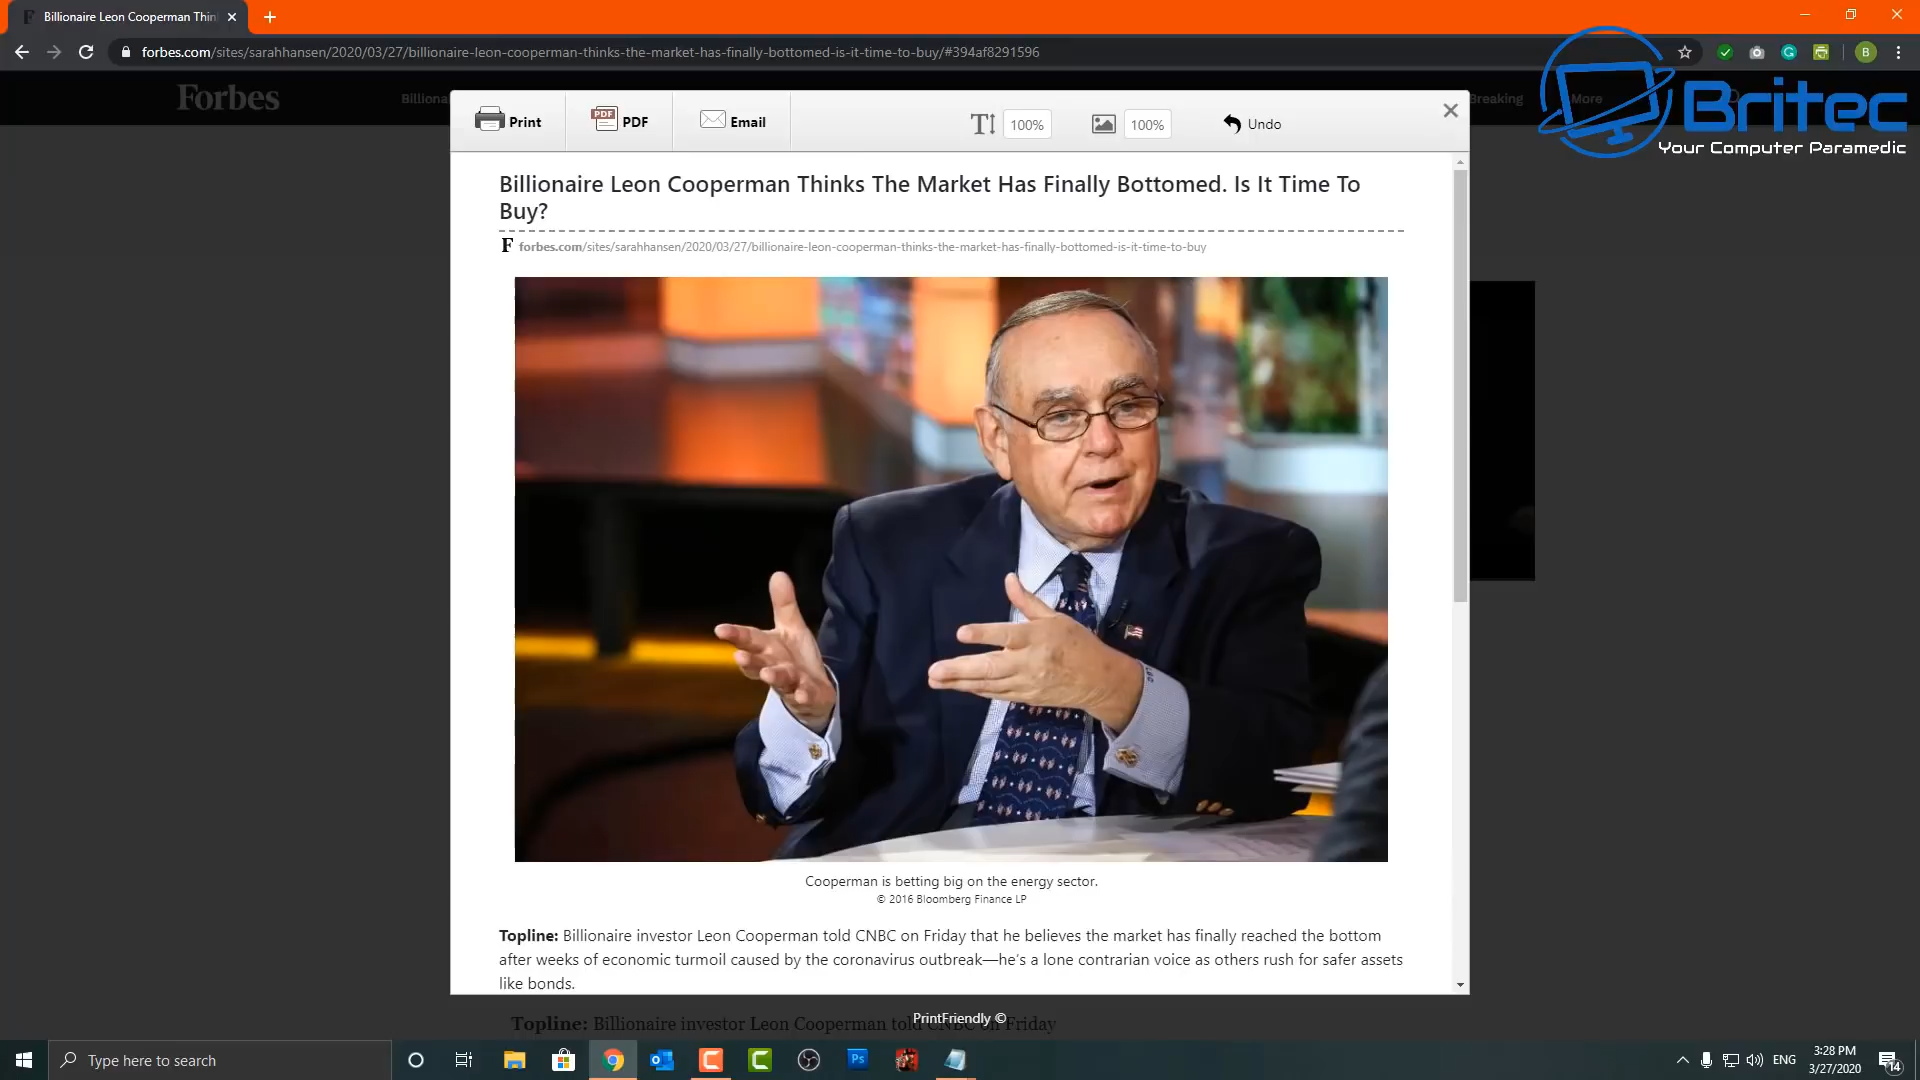 Billionaire Leon Cooperman Thin
forbes.com/sites/sarahhansen/2020/03/27/billionaire-leon-cooperman-thinks-the-market-has-finally-bottomed-is-it-time-to-buy/#394af8291596
B
Forbes
Billiona
Breaking
More
Britec
Your Computer Paramedic
Print
PDF
PDF
Email
100%
100%
Undo
Billionaire Leon Cooperman Thinks The Market Has Finally Bottomed. Is It Time To
Buy?
F forbes.com/sites/sarahhansen/2020/03/27/billionaire-leon-cooperman-thinks-the-market-has-finally-bottomed-is-it-time-to-buy
Cooperman is betting big on the energy sector.
© 2016 Bloomberg Finance LP
Topline: Billionaire investor Leon Cooperman told CNBC on Friday that he believes the market has finally reached the bottom
after weeks of economic turmoil caused by the coronavirus outbreak—he's a lone contrarian voice as others rush for safer assets
like bonds.
PrintFriendly ©
Topline: Billionaire investor Leon Cooperman told CNBC on Friday
Type here to search
Ps
ENG
3:28 PM
3/27/2020
14